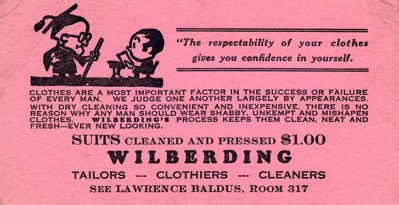 "The respectability of your clothes
gives you confidence in yourself.
CLOTHES ARE A MOST IMPORTANT FACTOR IN THE SUCCESS OR FAILURE
OF EVERY MAN. WE JUDGE ONE ANOTHER LARGELY BY APPEARANCES.
WITH DRY CLEANING SO CONVENIENT AND INEXPENSIVE, THERE IS NO
REASON WHY ANY MAN SHOULD WEAR SHABBY, UNKEMPT AND MISHAPEN
CLOTHES. WILBERDING'S PROCESS KEEPS THEM CLEAN, NEAT AND
FRESH---EVER NEW LOOKING.
SUITS CLEANED AND PRESSED $1.00
WILBERDING
TAILORS --- CLOTHIERS --- CLEANERS
SEE LAWRENCE BALDUS, ROOM 317